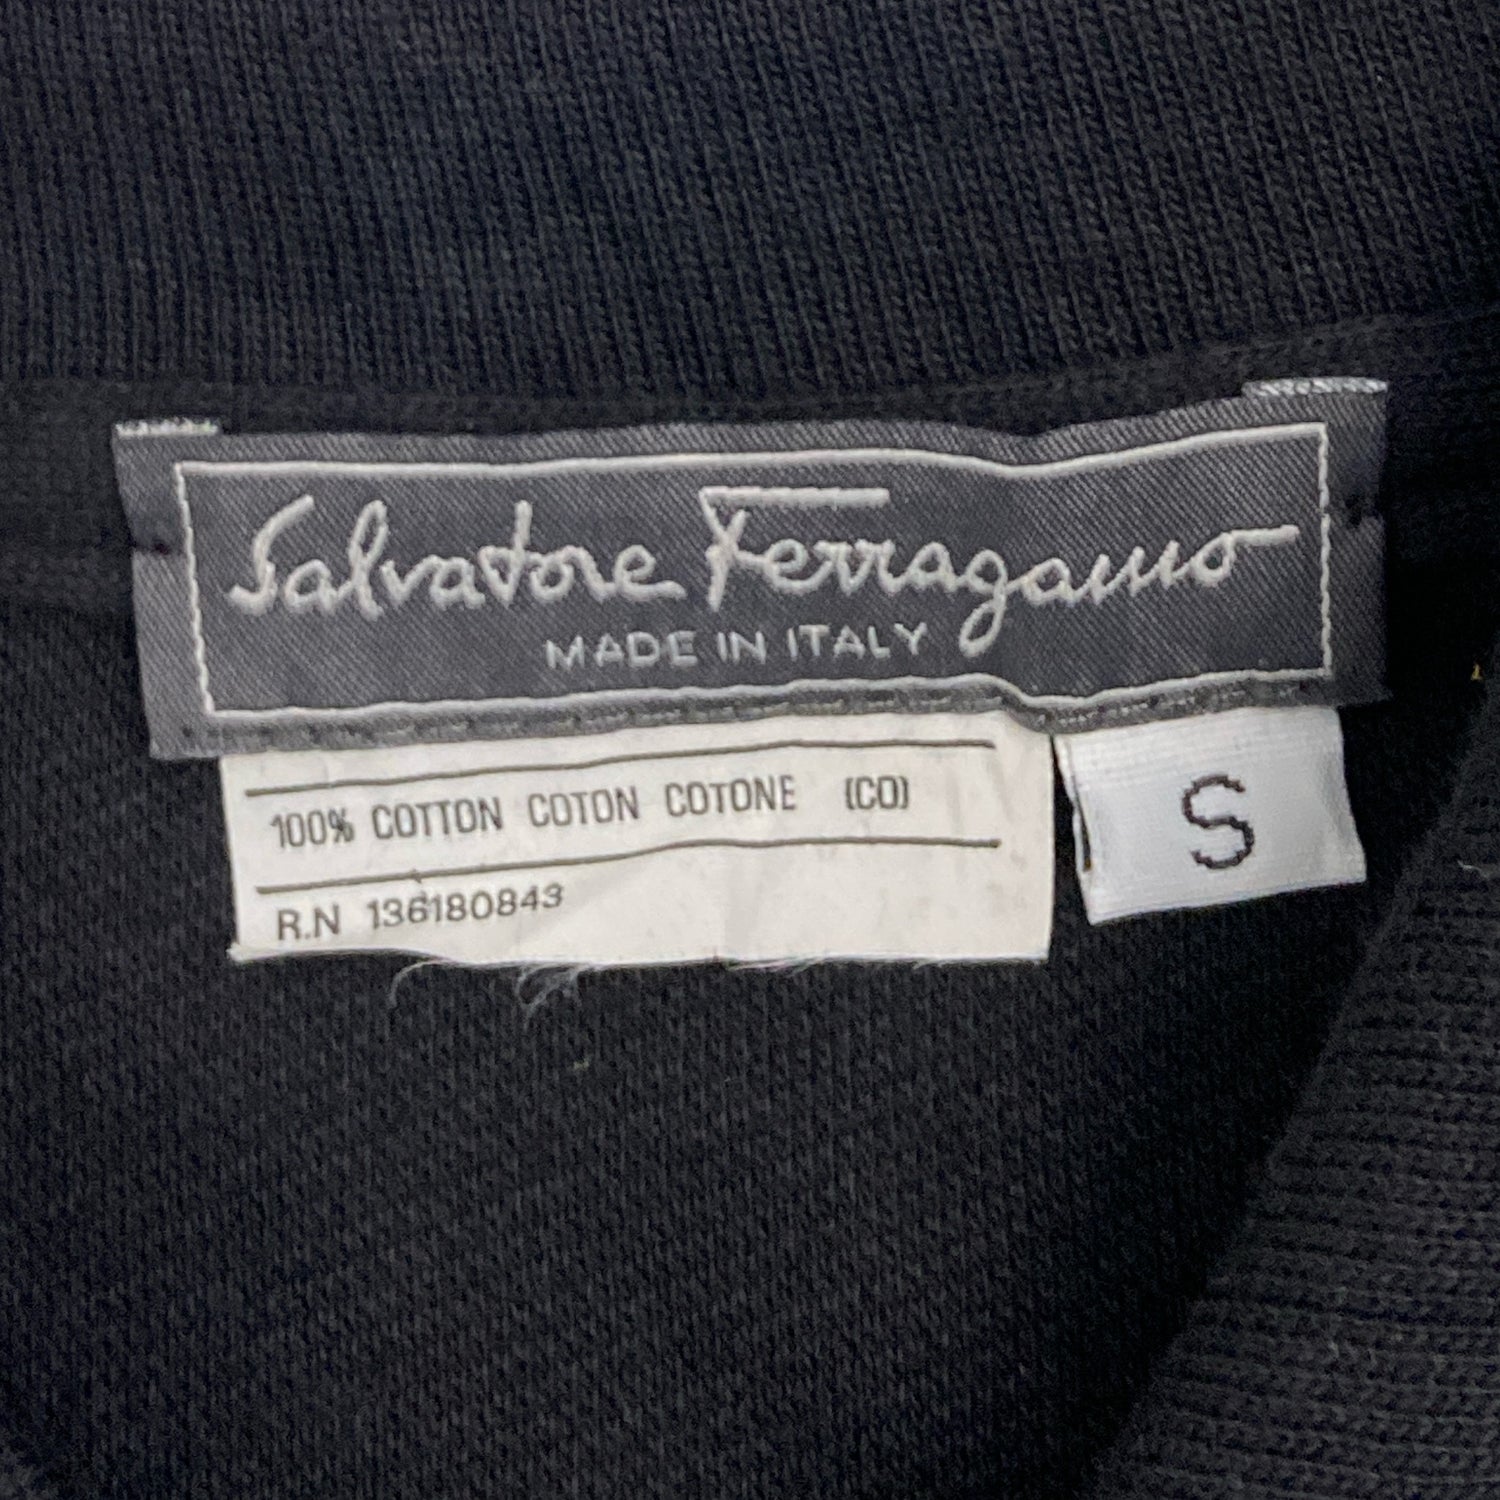 Salvatore Ferragamo
MADE IN ITALY
100% COTTON COTON COTONE (CO)
R.N 136180843
S